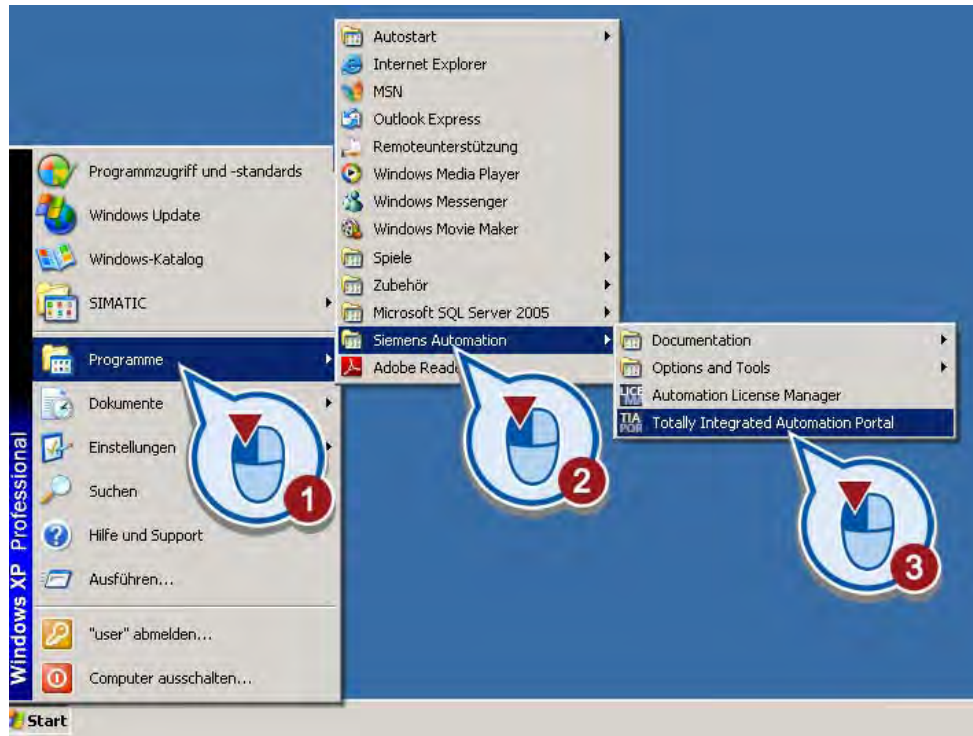 Programmzugriff und -standards
Windows Update
Windows-Katalog
SIMATIC
Programme
Dokumente
Einstellungen
Suchen
Hilfe und Support
Ausführen...
"user" abmelden...
Computer ausschalten...
Windows XP Professional
Start
1
Autostart
Internet Explorer
MSN
Outlook Express
Remoteunterstützung
Windows Media Player
Windows Messenger
Windows Movie Maker
Spiele
Zubehör
Microsoft SQL Server 2005
Siemens Automation
Adobe
2
Documentation
Options and Tools
Automation License Manager
TIA
Totally Integrated Automation Portal
3